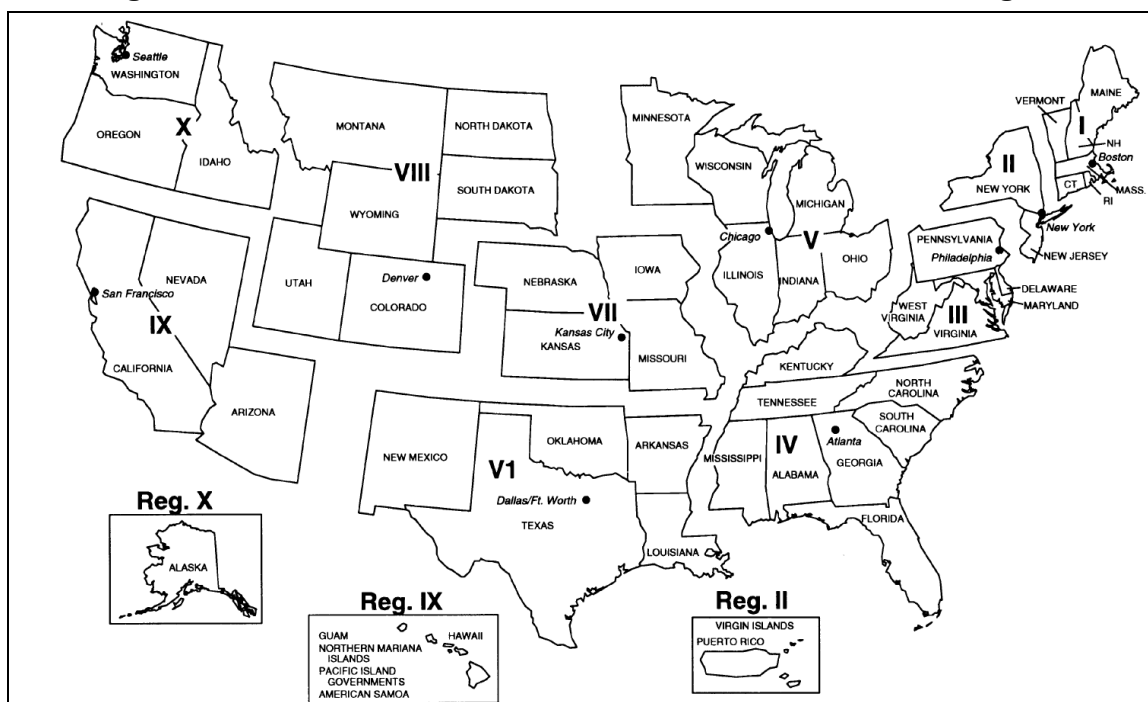 Seattle
WASHINGTON
OREGON
X
IDAHO
MONTANA
VIII
NORTH DAKOTA
SOUTH DAKOTA
WYOMING
MINNESOTA
WISCONSIN
MICHIGAN
Chicago
V
ILLINOIS
INDIANA
OHIO
VERMONT
MAINE
I
NH
Boston
MASS.
II
NEW YORK
CT
RI
New York
NEW JERSEY
PENNSYLVANIA
Philadelphia
DELAWARE
MARYLAND
WEST
VIRGINIA
III
VIRGINIA
San Francisco
NEVADA
IX
CALIFORNIA
UTAH
Denver
COLORADO
ARIZONA
NEBRASKA
IOWA
VII
Kansas City
KANSAS
MISSOURI
KENTUCKY
TENNESSEE
NORTH
CAROLINA
SOUTH
CAROLINA
NEW MEXICO
OKLAHOMA
ARKANSAS
V1
Dallas/Ft. Worth
TEXAS
LOUISIANA
MISSISSIPPI
IV
ALABAMA
Atlanta
GEORGIA
FLORIDA
Reg. X
ALASKA
Reg. IX
GUAM
HAWAII
NORTHERN MARIANA
ISLANDS
PACIFIC ISLAND
GOVERNMENTS
AMERICAN SAMOA
Reg. II
VIRGIN ISLANDS
PUERTO RICO